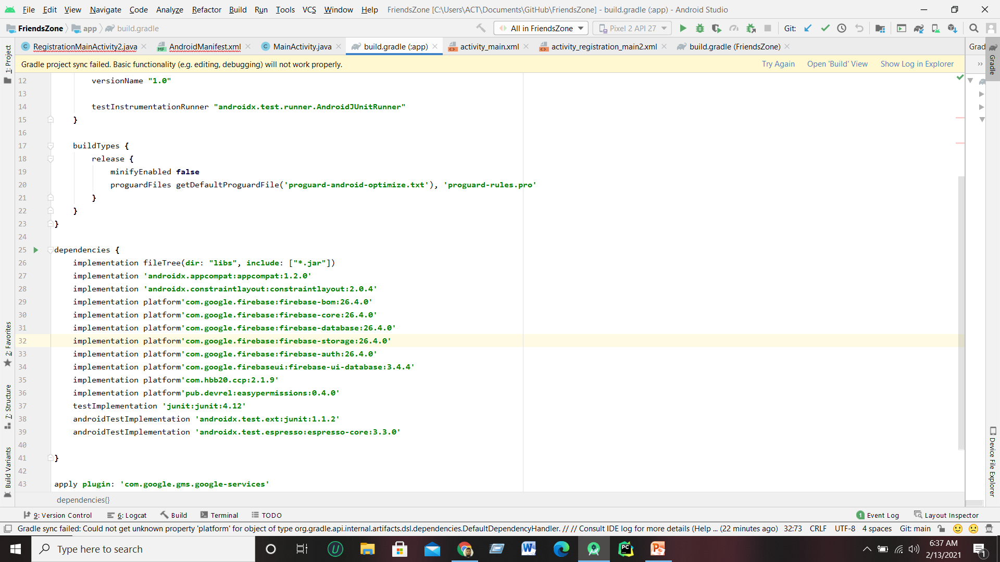 File Edit View Navigate Code Analyze Refactor Build Run Tools VCS Window Help FriendsZone [C:\Users\ACT\Documents\GitHub\FriendsZone] - build.gradle (:app) - Android Studio
FriendsZone app build.gradle All in FriendsZone Pixel 2 API 27 Git:
RegistrationMainActivity2.java AndroidManifest.xml MainActivity.java build.gradle (:app) activity_main.xml activity_registration_main2.xml build.gradle (FriendsZone) Grad
Gradle project sync failed. Basic functionality (e.g. editing, debugging) will not work properly. Try Again Open 'Build' View Show Log in Explorer
1: Project
2: Favorites
7: Structure
Build Variants
Gradle
Device File Explorer
12 versionName "1.0"
13
14 testInstrumentationRunner "androidx.test.runner.AndroidJUnitRunner"
15 }
16
17 buildTypes {
18 release {
19 minifyEnabled false
20 proguardFiles getDefaultProguardFile('proguard-android-optimize.txt'), 'proguard-rules.pro'
21 }
22 }
23 }
24
25 dependencies {
26 implementation fileTree(dir: "libs", include: ["*.jar"])
27 implementation 'androidx.appcompat:appcompat:1.2.0'
28 implementation 'androidx.constraintlayout:constraintlayout:2.0.4'
29 implementation platform'com.google.firebase:firebase-bom:26.4.0'
30 implementation platform'com.google.firebase:firebase-core:26.4.0'
31 implementation platform'com.google.firebase:firebase-database:26.4.0'
32 implementation platform'com.google.firebase:firebase-storage:26.4.0'
33 implementation platform'com.google.firebase:firebase-auth:26.4.0'
34 implementation platform'com.google.firebaseui:firebase-ui-database:3.4.4'
35 implementation platform'com.hbb20.ccp:2.1.9'
36 implementation platform'pub.devrel:easypermissions:0.4.0'
37 testImplementation 'junit:junit:4.12'
38 androidTestImplementation 'androidx.test.ext:junit:1.1.2'
39 androidTestImplementation 'androidx.test.espresso:espresso-core:3.3.0'
40
41 }
42
43 apply plugin: 'com.google.gms.google-services'
dependencies{}
9: Version Control 6: Logcat Build Terminal TODO 1 Event Log Layout Inspector
Gradle sync failed: Could not get unknown property 'platform' for object of type org.gradle.api.internal.artifacts.dsl.dependencies.DefaultDependencyHandler. // // Consult IDE log for more details (Help ... (22 minutes ago) 32:73 CRLF UTF-8 4 spaces Git: main
Type here to search
6:37 AM
2/13/2021
1